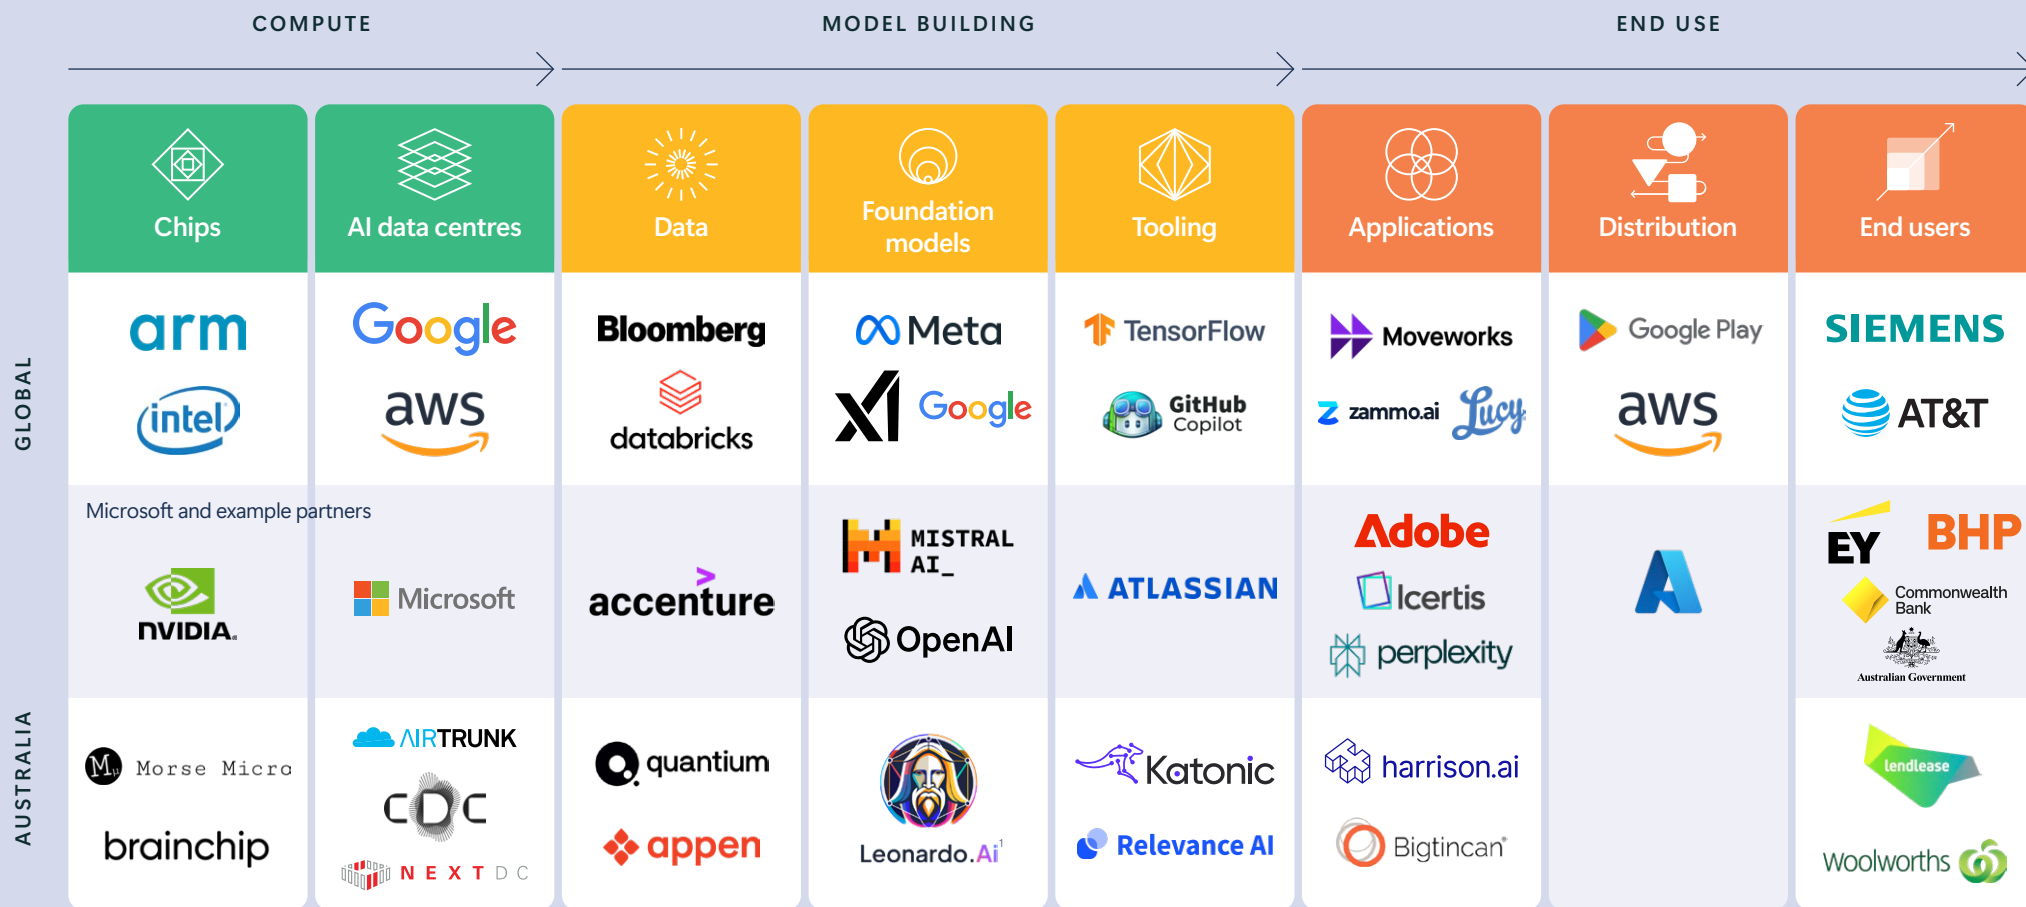 COMPUTE
MODEL BUILDING
END USE
Chips
AI data centres
Data
Foundation
models
Tooling
Applications
Distribution
End users
GLOBAL
arm
intel
Google
aws
Bloomberg
databricks
Meta
xI
Google
TensorFlow
GitHub
Copilot
Moveworks
zammo.ai
Lucy
Google Play
aws
SIEMENS
AT&T
Microsoft and example partners
NVIDIA.
Microsoft
accenture
MISTRAL
AI_
OpenAI
ATLASSIAN
Adobe
Icertis
perplexity
EY
BHP
Commonwealth
Bank
Australian Government
AUSTRALIA
Morse Micro
brainchip
AIRTRUNK
CDC
NEXTDC
quantium
appen
Leonardo.Ai¹
Katonic
Relevance AI
harrison.ai
Bigtincan®
lendlease
Woolworths